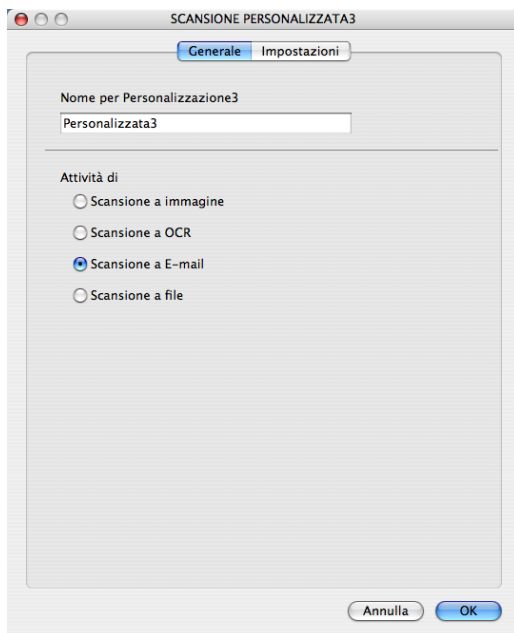 SCANSIONE PERSONALIZZATA3
Generale Impostazioni
Nome per Personalizzazione3
Personalizzata3
Attività di
Scansione a immagine
Scansione a OCR
Scansione a E-mail
Scansione a file
Annulla OK